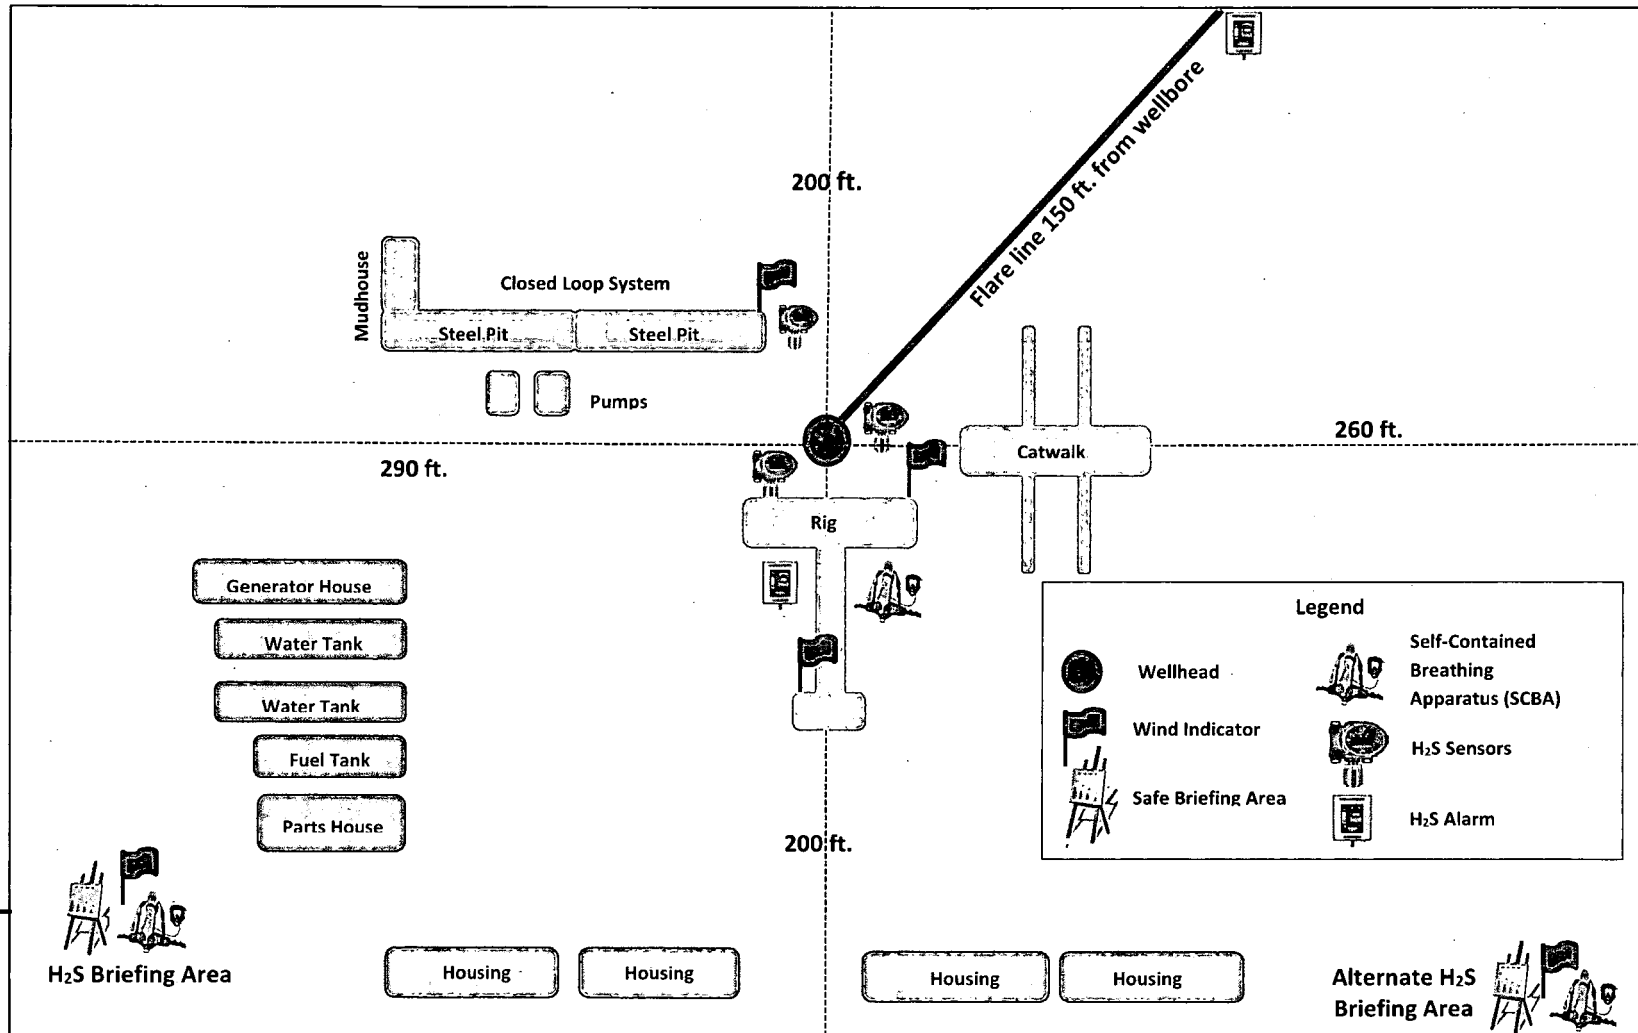 200 ft.
Flare line 150 ft. from wellbore
Mudhouse
Closed Loop System
Steel Pit
Steel Pit
Pumps
290 ft.
260 ft.
Catwalk
Rig
Generator House
Water Tank
Water Tank
Fuel Tank
Parts House
200 ft.
Legend
Wellhead
Wind Indicator
Safe Briefing Area
Self-Contained
Breathing
Apparatus (SCBA)
H₂S Sensors
H₂S Alarm
H₂S Briefing Area
Housing
Housing
Housing
Housing
Alternate H₂S
Briefing Area